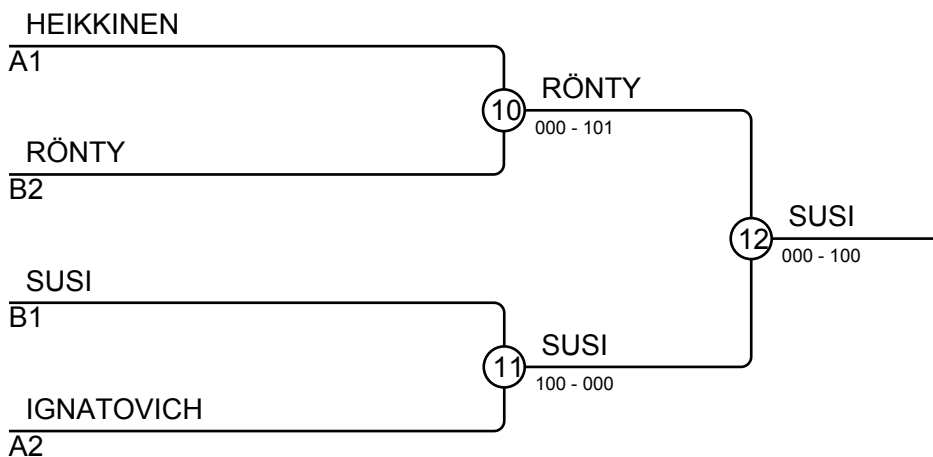 HEIKKINEN
A1
10
RÖNTY
000 - 101
RÖNTY
B2
12
SUSI
000 - 100
SUSI
B1
11
SUSI
100 - 000
IGNATOVICH
A2